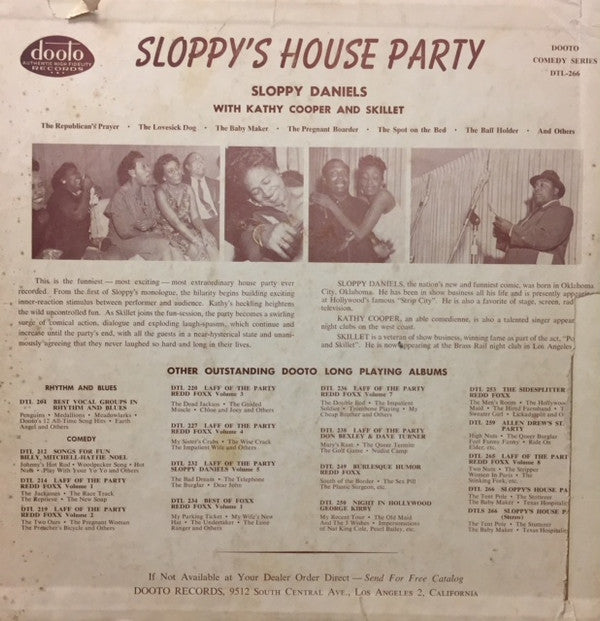 dooto
AUTHENTIC HIGH FIDELITY
RECORDS
SLOPPY'S HOUSE PARTY
DOOTO
COMEDY SERIES
DTL-266
SLOPPY DANIELS
WITH KATHY COOPER AND SKILLET
The Republican's Prayer • The Lovesick Dog • The Baby Maker • The Pregnant Boarder • The Spot on the Bed • The Ball Holder • And Others
This is the funniest — most exciting — most extraordinary house party ever
recorded. From the first of Sloppy's monologue, the hilarity begins building exciting
inner-reaction stimulus between performer and audience. Kathy's heckling heightens
the wild uncontrolled fun. As Skillet joins the fun-session, the party becomes a swirling
surge of comical action, dialogue and exploding laugh-spasms, which continue and
increase until the party's end, with all the guests in a near-hysterical state and unani-
mously agreeing that they never laughed so hard and long in their lives.
SLOPPY DANIELS, the nation's new and funniest comic, was born in Oklahoma
City, Oklahoma. He has been in show business all his life and is presently appearing
at Hollywood's famous "Strip City". He is also a favorite of stage, screen, rad
television.
KATHY COOPER, an able comedienne, is also a talented singer appear
night clubs on the west coast.
SKILLET is a veteran of show business, winning fame as part of the act, "Po
and Skillet". He is now appearing at the Brass Rail night club in Los Angeles
OTHER OUTSTANDING DOOTO LONG PLAYING ALBUMS
RHYTHM AND BLUES
DTL 204 BEST VOCAL GROUPS IN
RHYTHM AND BLUES
Penguins • Medallions • Meadowlarks •
Dooto's 12 All-Time Song Hits • Earth
Angel and Others
COMEDY
DTL 212 SONGS FOR FUN
BILLY MITCHELL-HATTIE NOEL
Johnny's Hot Rod • Woodpecker Song • Hot
Nuts • Play With Your Yo Yo and Others
DTL 214 LAFF OF THE PARTY
REDD FOXX Volume 1
The Jackasses • The Race Track
The Reprieve • The New Soap
DTL 219 LAFF OF THE PARTY
REDD FOXX Volume 2
The Two Ours • The Pregnant Woman
The Preacher's Bicycle and Others
DTL 220 LAFF OF THE PARTY
REDD FOXX Volume 3
The Dead Jackass • The Guided
Muscle • Chloe and Joey and Others
DTL 227 LAFF OF THE PARTY
REDD FOXX Volume 4
My Sister's Crabs • The Wise Crack
The Impatient Wife and Others
DTL 232 LAFF OF THE PARTY
SLOPPY DANIELS Volume 5
The Bad Dream • The Telephone
The Burglar • Dear John
DTL 234 BEST OF FOXX
REDD FOXX Volume 1
My Parking Ticket • My Wife's New
Hat • The Undertaker • The Lone
Ranger and Others
DTL 236 LAFF OF THE PARTY
REDD FOXX Volume 7
The Double Bed • The Impatient
Soldier • Trombone Playing • My
Cheap Brother and Others
DTL 238 LAFF OF THE PARTY
DON BEXLEY & DAVE TURNER
Mary's Rast • The Queer Termite
The Golf Game • Nudist Camp
DTL 249 BURLESQUE HUMOR
REDD FOXX
South of the Border • The Sex Pill
The Plastic Surgeon, etc.
DTL 250 NIGHT IN HOLLYWOOD
GEORGE KIRBY
My Recent Tour • The Old Maid
And The 3 Wishes • Impersonations
of Nat King Cole, Pearl Bailey, etc.
DTL 253 THE SIDESPLITTER
REDD FOXX
The Men's Room • The Hollywood
Maid • The Hired Farmhand • T
Sweater Girl •
DTL 259 ALLEN DREW'S
PARTY
High Nuts • The Queer Burglar
Feel Funny Fanny • Ride On
Elder, etc.
DTL 265 LAFF OF THE PART
REDD FOXX Volume 8
Two Nuts • The Stripper
Women In Paris • The
Stinking Fork, etc.
DTL 266 SLOPPY'S HOUSE PA
The Tent Pole • The Stutterer
The Baby Maker • Texas Hospital
DTLS 266 SLOPPY'S HOUSE P
(Stereo)
The Tent Pole • The Stutterer
The Baby Maker • Texas Hospitalit
If Not Available at Your Dealer Order Direct — Send For Free Catalog
DOOTO RECORDS, 9512 SOUTH CENTRAL AVE., LOS ANGELES 2, CALIFORNIA